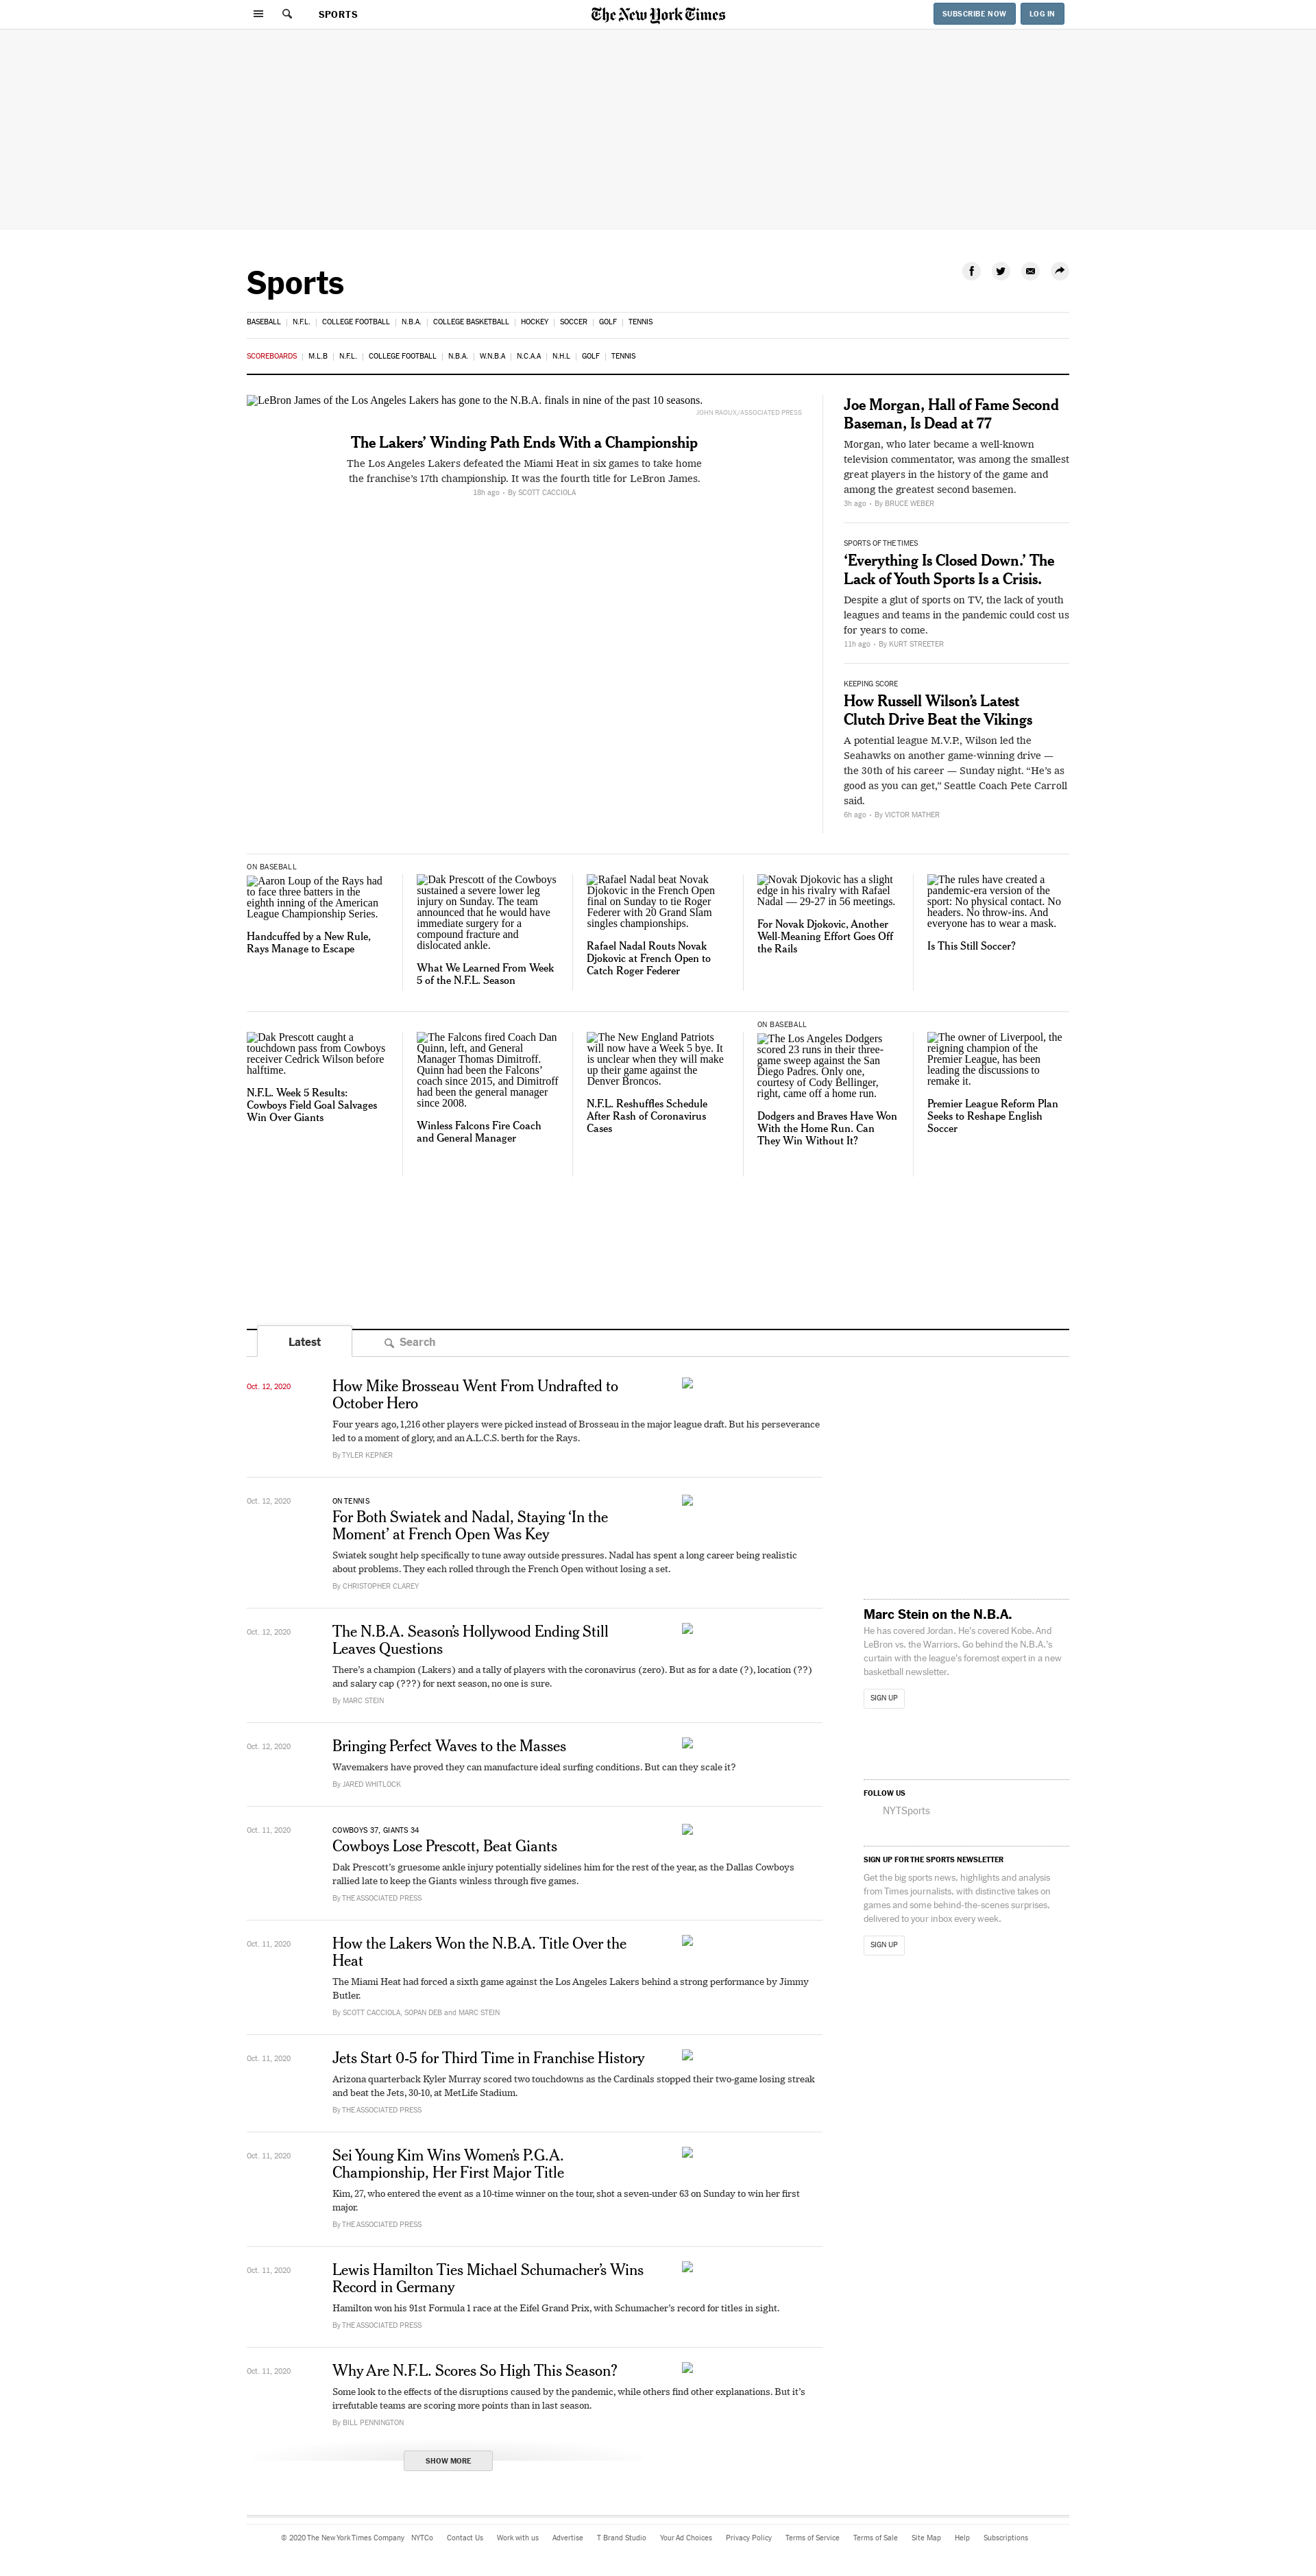 SPORTS
The New York Times
SUBSCRIBE NOW
LOG IN
Sports
BASEBALL | N.F.L. | COLLEGE FOOTBALL | N.B.A. | COLLEGE BASKETBALL | HOCKEY | SOCCER | GOLF | TENNIS
SCOREBOARDS | M.L.B | N.F.L. | COLLEGE FOOTBALL | N.B.A. | W.N.B.A | N.C.A.A | N.H.L | GOLF | TENNIS
LeBron James of the Los Angeles Lakers has gone to the N.B.A. finals in nine of the past 10 seasons.
JOHN RAOUX/ASSOCIATED PRESS
The Lakers’ Winding Path Ends With a Championship
The Los Angeles Lakers defeated the Miami Heat in six games to take home
the franchise’s 17th championship. It was the fourth title for LeBron James.
18h ago • By SCOTT CACCIOLA
Joe Morgan, Hall of Fame Second
Baseman, Is Dead at 77
Morgan, who later became a well-known
television commentator, was among the smallest
great players in the history of the game and
among the greatest second basemen.
3h ago • By BRUCE WEBER
SPORTS OF THE TIMES
‘Everything Is Closed Down.’ The
Lack of Youth Sports Is a Crisis.
Despite a glut of sports on TV, the lack of youth
leagues and teams in the pandemic could cost us
for years to come.
11h ago • By KURT STREETER
KEEPING SCORE
How Russell Wilson’s Latest
Clutch Drive Beat the Vikings
A potential league M.V.P., Wilson led the
Seahawks on another game-winning drive —
the 30th of his career — Sunday night. “He’s as
good as you can get,” Seattle Coach Pete Carroll
said.
6h ago • By VICTOR MATHER
ON BASEBALL
Aaron Loup of the Rays had
to face three batters in the
eighth inning of the American
League Championship Series.
Handcuffed by a New Rule,
Rays Manage to Escape
Dak Prescott of the Cowboys
sustained a severe lower leg
injury on Sunday. The team
announced that he would have
immediate surgery for a
compound fracture and
dislocated ankle.
What We Learned From Week
5 of the N.F.L. Season
Rafael Nadal beat Novak
Djokovic in the French Open
final on Sunday to tie Roger
Federer with 20 Grand Slam
singles championships.
Rafael Nadal Routs Novak
Djokovic at French Open to
Catch Roger Federer
Novak Djokovic has a slight
edge in his rivalry with Rafael
Nadal — 29-27 in 56 meetings.
For Novak Djokovic, Another
Well-Meaning Effort Goes Off
the Rails
The rules have created a
pandemic-era version of the
sport: No physical contact. No
headers. No throw-ins. And
everyone has to wear a mask.
Is This Still Soccer?
Dak Prescott caught a
touchdown pass from Cowboys
receiver Cedrick Wilson before
halftime.
N.F.L. Week 5 Results:
Cowboys Field Goal Salvages
Win Over Giants
The Falcons fired Coach Dan
Quinn, left, and General
Manager Thomas Dimitroff.
Quinn had been the Falcons’
coach since 2015, and Dimitroff
had been the general manager
since 2008.
Winless Falcons Fire Coach
and General Manager
The New England Patriots
will now have a Week 5 bye. It
is unclear when they will make
up their game against the
Denver Broncos.
N.F.L. Reshuffles Schedule
After Rash of Coronavirus
Cases
ON BASEBALL
The Los Angeles Dodgers
scored 23 runs in their three-
game sweep against the San
Diego Padres. Only one,
courtesy of Cody Bellinger,
right, came off a home run.
Dodgers and Braves Have Won
With the Home Run. Can
They Win Without It?
The owner of Liverpool, the
reigning champion of the
Premier League, has been
leading the discussions to
remake it.
Premier League Reform Plan
Seeks to Reshape English
Soccer
Latest
Search
Oct. 12, 2020
How Mike Brosseau Went From Undrafted to
October Hero
Four years ago, 1,216 other players were picked instead of Brosseau in the major league draft. But his perseverance
led to a moment of glory, and an A.L.C.S. berth for the Rays.
By TYLER KEPNER
Oct. 12, 2020
ON TENNIS
For Both Swiatek and Nadal, Staying ‘In the
Moment’ at French Open Was Key
Swiatek sought help specifically to tune away outside pressures. Nadal has spent a long career being realistic
about problems. They each rolled through the French Open without losing a set.
By CHRISTOPHER CLAREY
Oct. 12, 2020
The N.B.A. Season’s Hollywood Ending Still
Leaves Questions
There’s a champion (Lakers) and a tally of players with the coronavirus (zero). But as for a date (?), location (??)
and salary cap (???) for next season, no one is sure.
By MARC STEIN
Oct. 12, 2020
Bringing Perfect Waves to the Masses
Wavemakers have proved they can manufacture ideal surfing conditions. But can they scale it?
By JARED WHITLOCK
Oct. 11, 2020
COWBOYS 37, GIANTS 34
Cowboys Lose Prescott, Beat Giants
Dak Prescott’s gruesome ankle injury potentially sidelines him for the rest of the year, as the Dallas Cowboys
rallied late to keep the Giants winless through five games.
By THE ASSOCIATED PRESS
Oct. 11, 2020
How the Lakers Won the N.B.A. Title Over the
Heat
The Miami Heat had forced a sixth game against the Los Angeles Lakers behind a strong performance by Jimmy
Butler.
By SCOTT CACCIOLA, SOPAN DEB and MARC STEIN
Oct. 11, 2020
Jets Start 0-5 for Third Time in Franchise History
Arizona quarterback Kyler Murray scored two touchdowns as the Cardinals stopped their two-game losing streak
and beat the Jets, 30-10, at MetLife Stadium.
By THE ASSOCIATED PRESS
Oct. 11, 2020
Sei Young Kim Wins Women’s P.G.A.
Championship, Her First Major Title
Kim, 27, who entered the event as a 10-time winner on the tour, shot a seven-under 63 on Sunday to win her first
major.
By THE ASSOCIATED PRESS
Oct. 11, 2020
Lewis Hamilton Ties Michael Schumacher’s Wins
Record in Germany
Hamilton won his 91st Formula 1 race at the Eifel Grand Prix, with Schumacher’s record for titles in sight.
By THE ASSOCIATED PRESS
Oct. 11, 2020
Why Are N.F.L. Scores So High This Season?
Some look to the effects of the disruptions caused by the pandemic, while others find other explanations. But it’s
irrefutable teams are scoring more points than in last season.
By BILL PENNINGTON
SHOW MORE
Marc Stein on the N.B.A.
He has covered Jordan. He’s covered Kobe. And
LeBron vs. the Warriors. Go behind the N.B.A.’s
curtain with the league’s foremost expert in a new
basketball newsletter.
SIGN UP
FOLLOW US
NYTSports
SIGN UP FOR THE SPORTS NEWSLETTER
Get the big sports news, highlights and analysis
from Times journalists, with distinctive takes on
games and some behind-the-scenes surprises,
delivered to your inbox every week.
SIGN UP
© 2020 The New York Times Company NYTCo Contact Us Work with us Advertise T Brand Studio Your Ad Choices Privacy Policy Terms of Service Terms of Sale Site Map Help Subscriptions